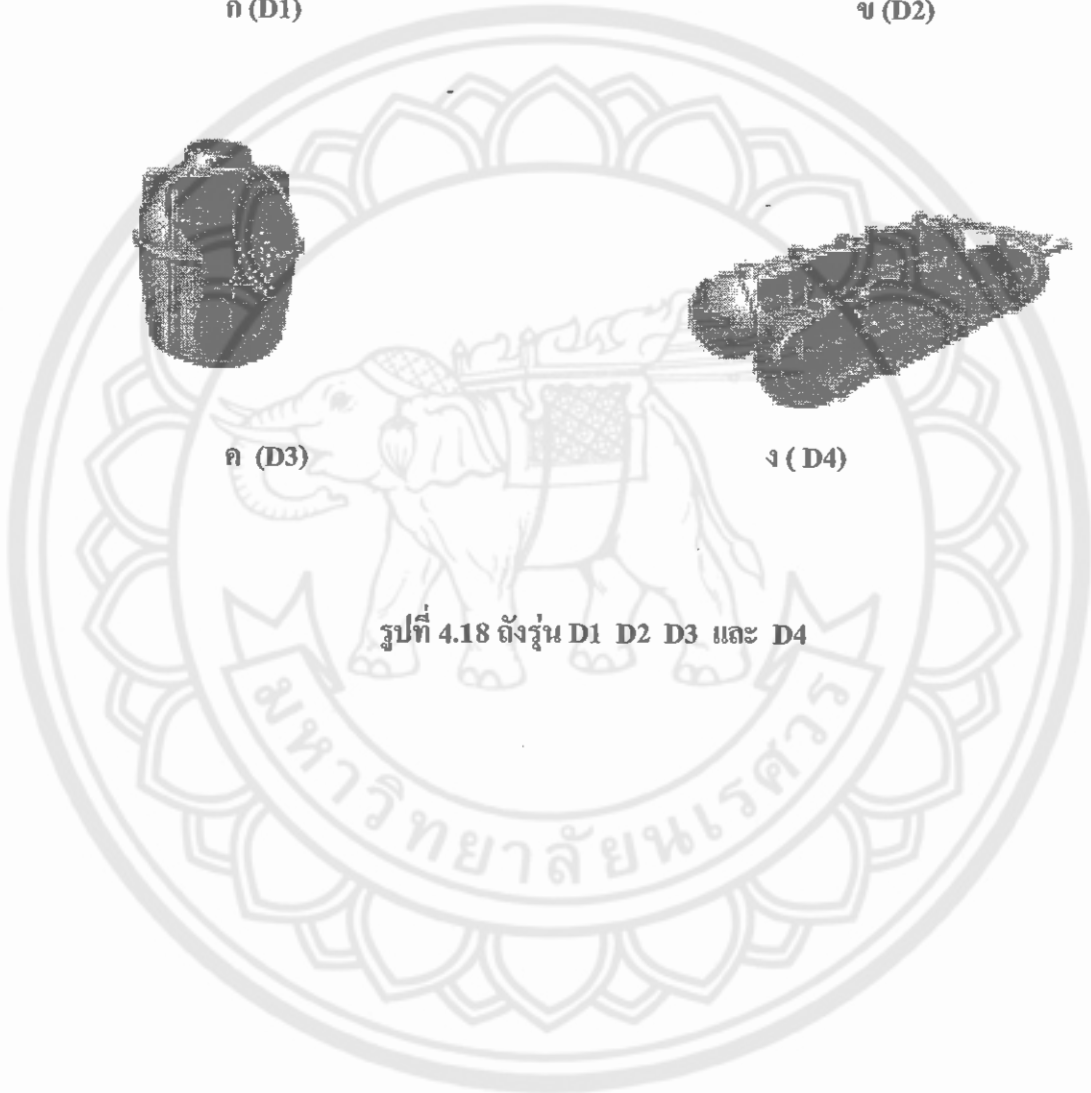 ก (D1) ข (D2)
ค (D3) ง ( D4)
รูปที่ 4.18 ถังรุ่น D1 D2 D3 และ D4
มหาวิทยาลัยนเรศวร